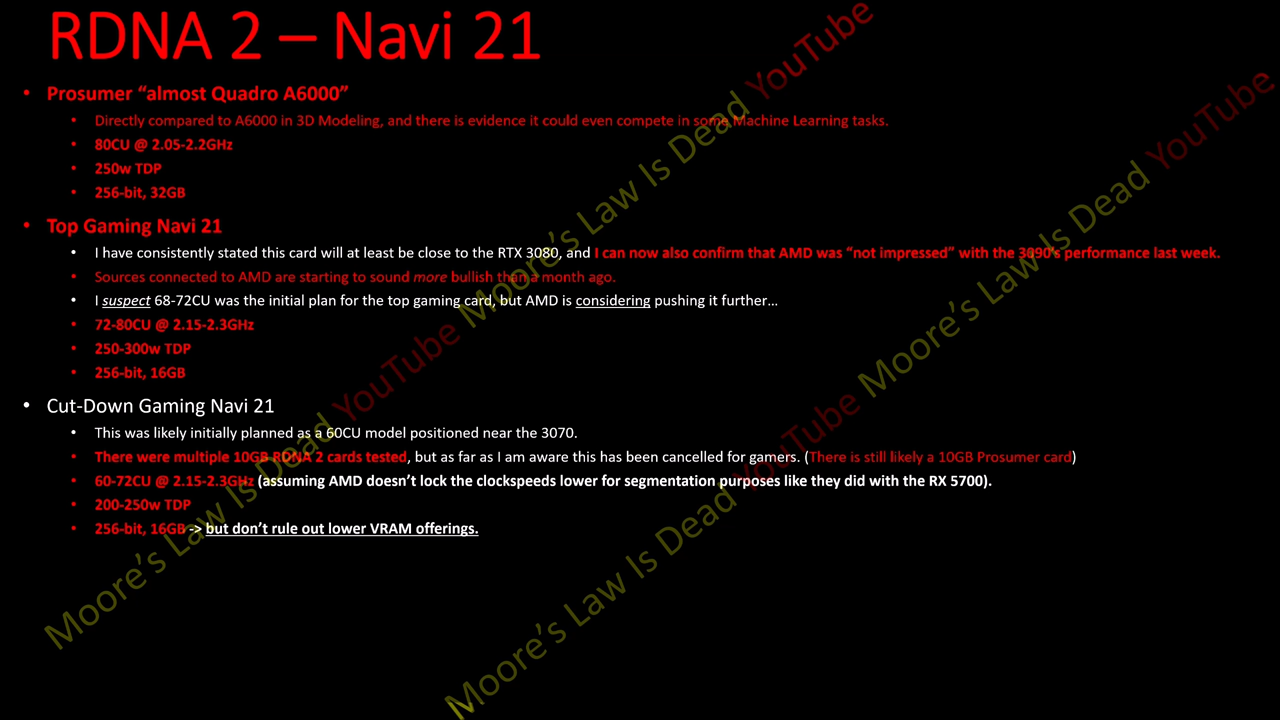 RDNA 2 – Navi 21
• Prosumer “almost Quadro A6000”
• Directly compared to A6000 in 3D Modeling, and there is evidence it could even compete in some Machine Learning tasks.
• 80CU @ 2.05-2.2GHz
• 250w TDP
• 256-bit, 32GB
• Top Gaming Navi 21
• I have consistently stated this card will at least be close to the RTX 3080, and I can now also confirm that AMD was “not impressed” with the 3090’s performance last week.
• Sources connected to AMD are starting to sound more bullish than a month ago.
• I suspect 68-72CU was the initial plan for the top gaming card, but AMD is considering pushing it further…
• 72-80CU @ 2.15-2.3GHz
• 250-300w TDP
• 256-bit, 16GB
• Cut-Down Gaming Navi 21
• This was likely initially planned as a 60CU model positioned near the 3070.
• There were multiple 10GB RDNA 2 cards tested, but as far as I am aware this has been cancelled for gamers. (There is still likely a 10GB Prosumer card)
• 60-72CU @ 2.15-2.3GHz (assuming AMD doesn’t lock the clockspeeds lower for segmentation purposes like they did with the RX 5700).
• 200-250w TDP
• 256-bit, 16GB -> but don’t rule out lower VRAM offerings.
Moore’s Law Is Dead YouTube Moore’s Law Is Dead YouTube
Moore’s Law Is Dead YouTube Moore’s Law Is Dead YouTube